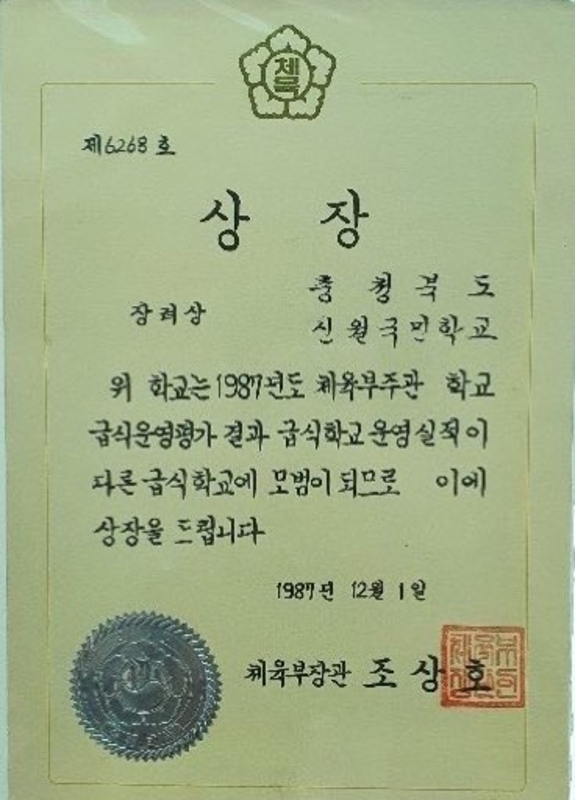 체육
제6268호
상 장
충청북도
장려상
신월국민학교
위 학교는 1987년도 체육부주관 학교
급식운영평가 결과 급식학교 운영실적이
다른 급식학교에 모범이 되므로 이에
상장을 드립니다
1987년 12월 1일
체육부장관 조상호